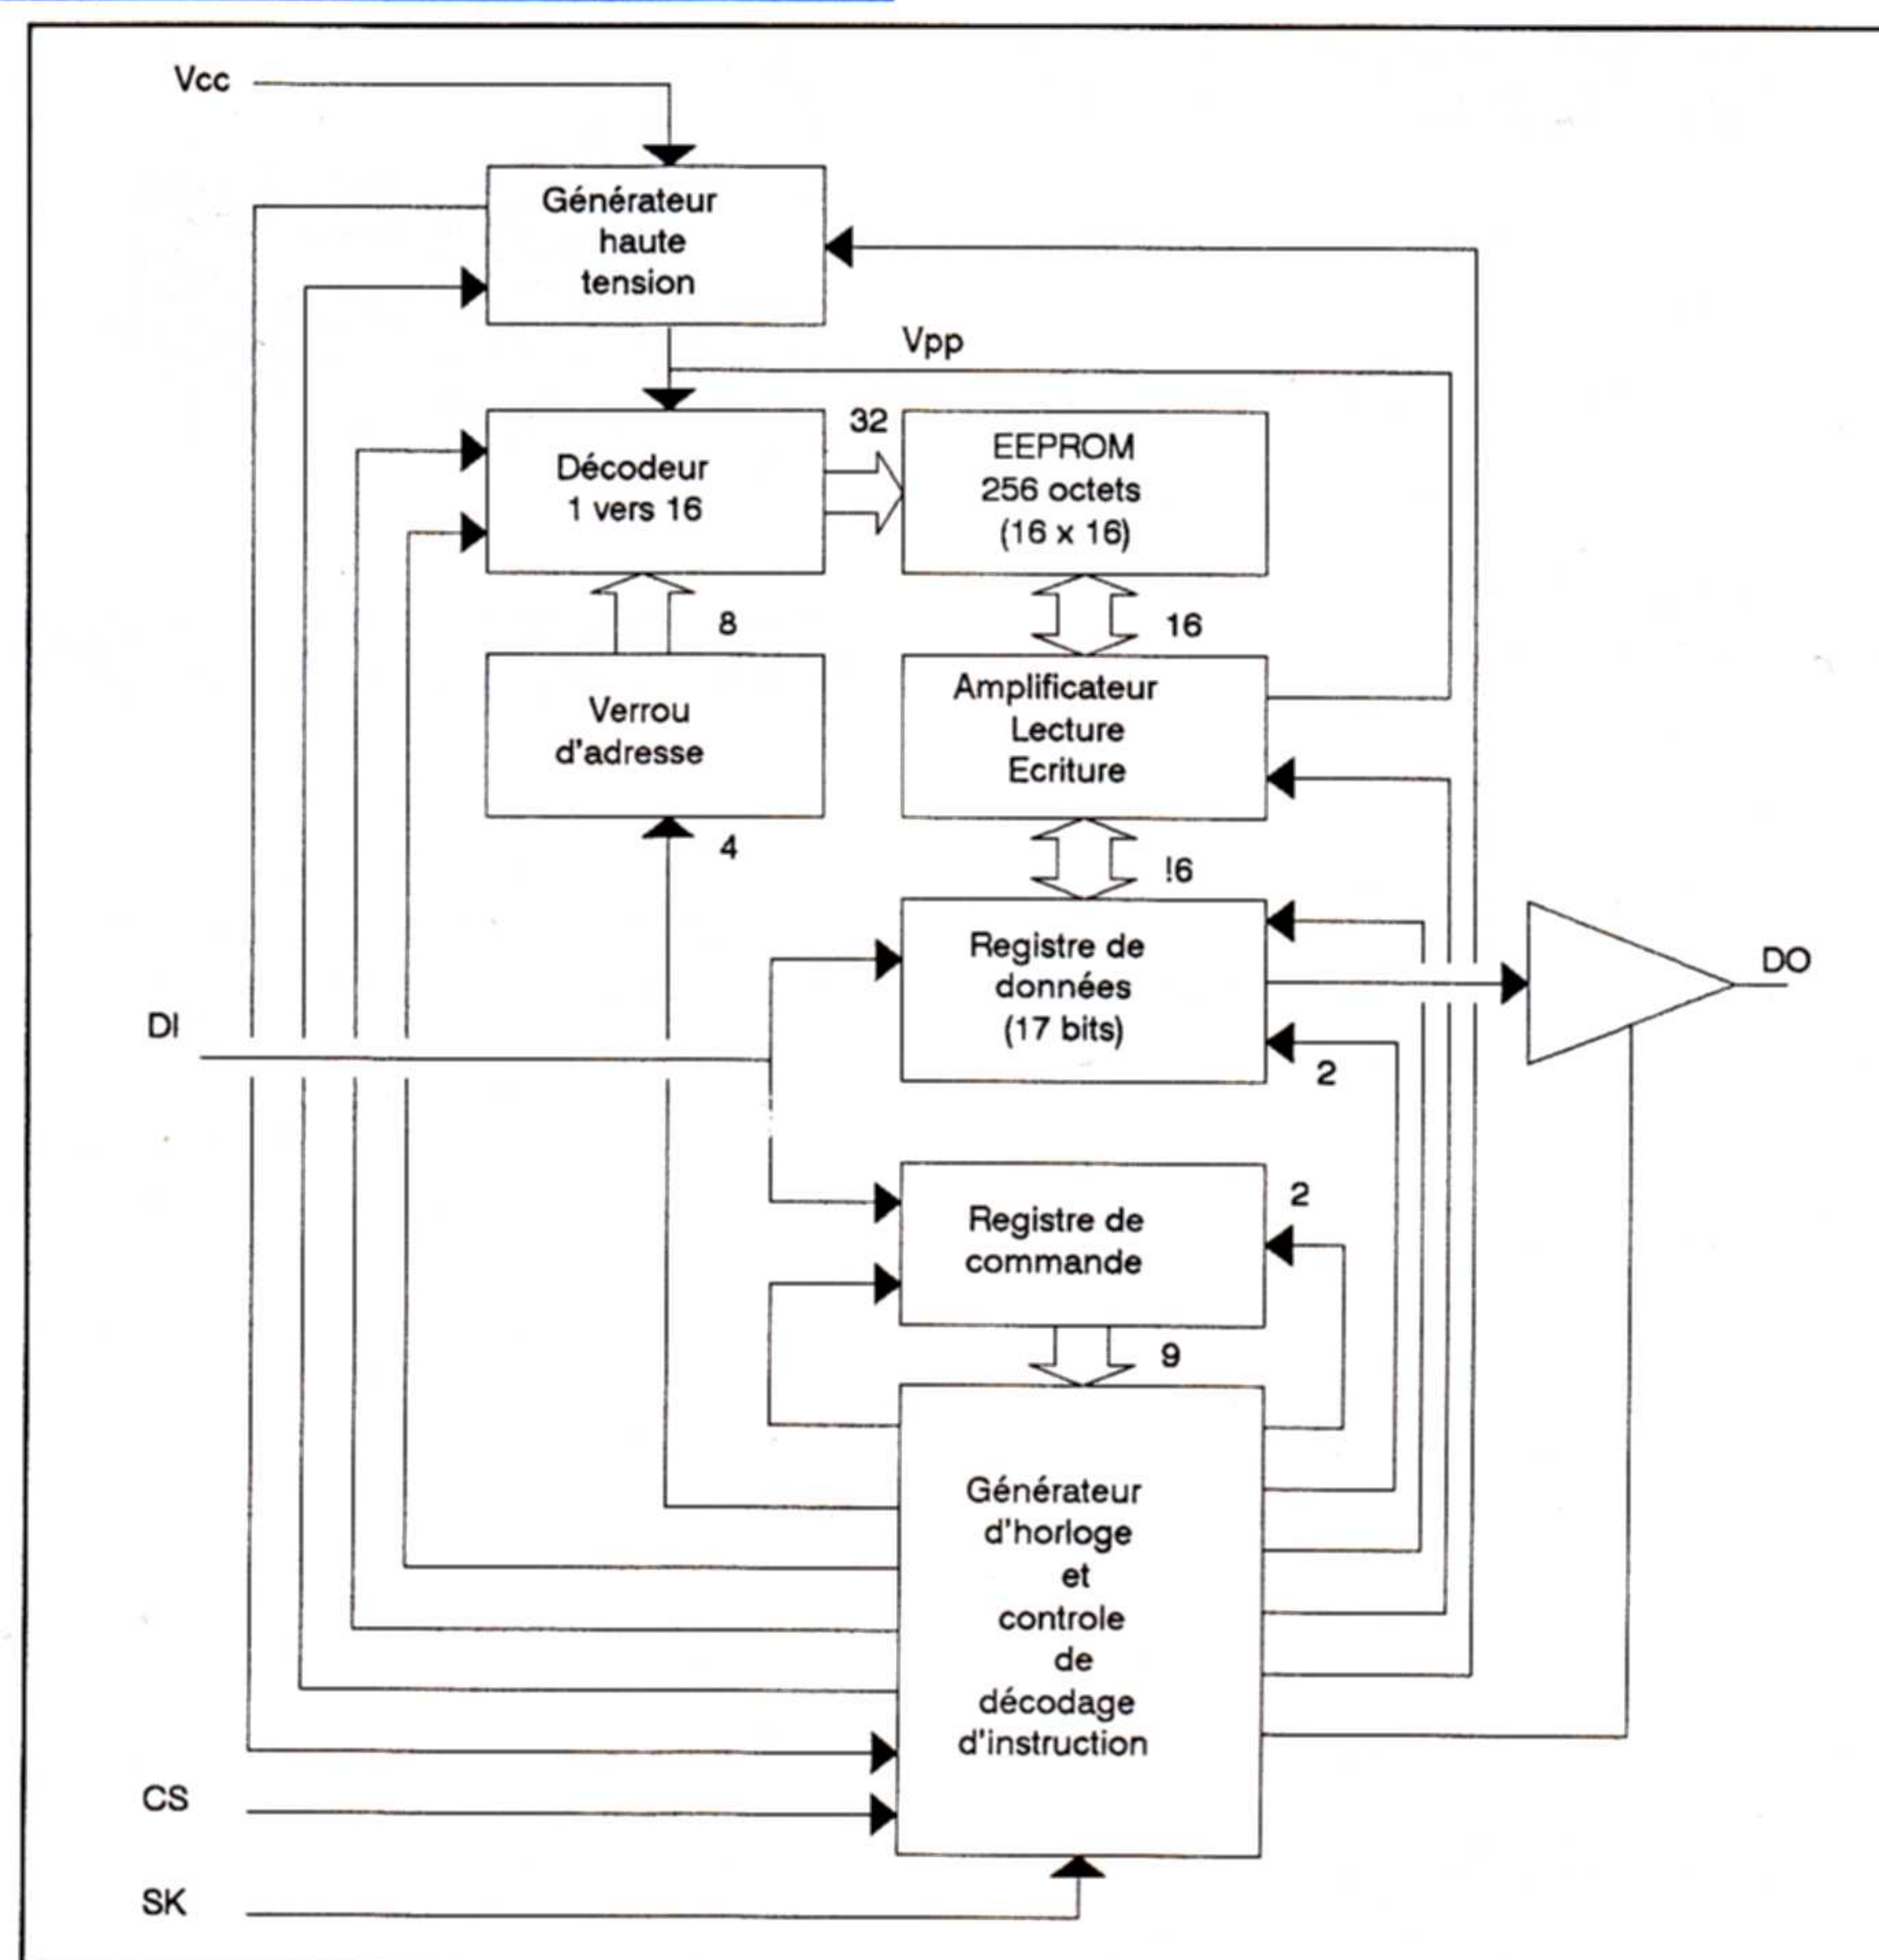 Vcc
Générateur
haute
tension
Vpp
32
Décodeur
1 vers 16
EEPROM
256 octets
(16 x 16)
8
16
Verrou
d'adresse
Amplificateur
Lecture
Ecriture
4
!6
Registre de
données
(17 bits)
DO
DI
2
Registre de
commande
2
9
Générateur
d'horloge
et
controle
de
décodage
d'instruction
CS
SK